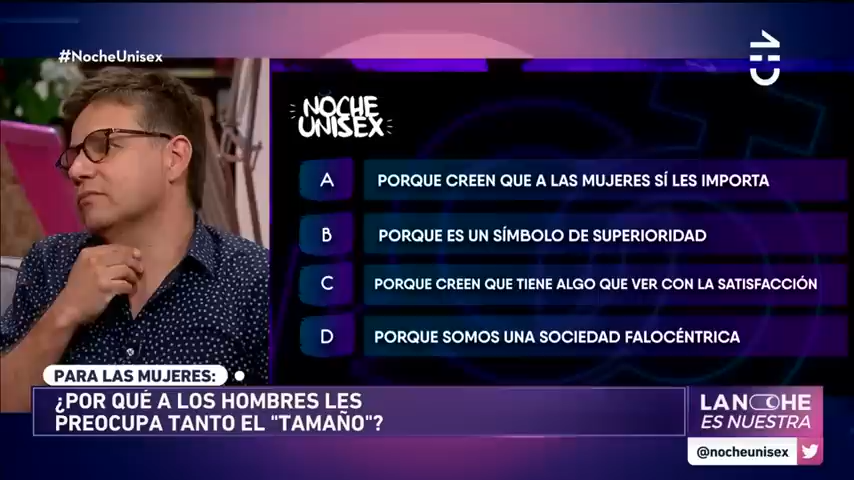 #NocheUnisex
CH
NOCHE
UNISEX
A PORQUE CREEN QUE A LAS MUJERES SÍ LES IMPORTA
B PORQUE ES UN SÍMBOLO DE SUPERIORIDAD
C PORQUE CREEN QUE TIENE ALGO QUE VER CON LA SATISFACCIÓN
D PORQUE SOMOS UNA SOCIEDAD FALOCÉNTRICA
PARA LAS MUJERES:
¿POR QUÉ A LOS HOMBRES LES
PREOCUPA TANTO EL "TAMAÑO"?
LA NOCHE
ES NUESTRA
@nocheunisex